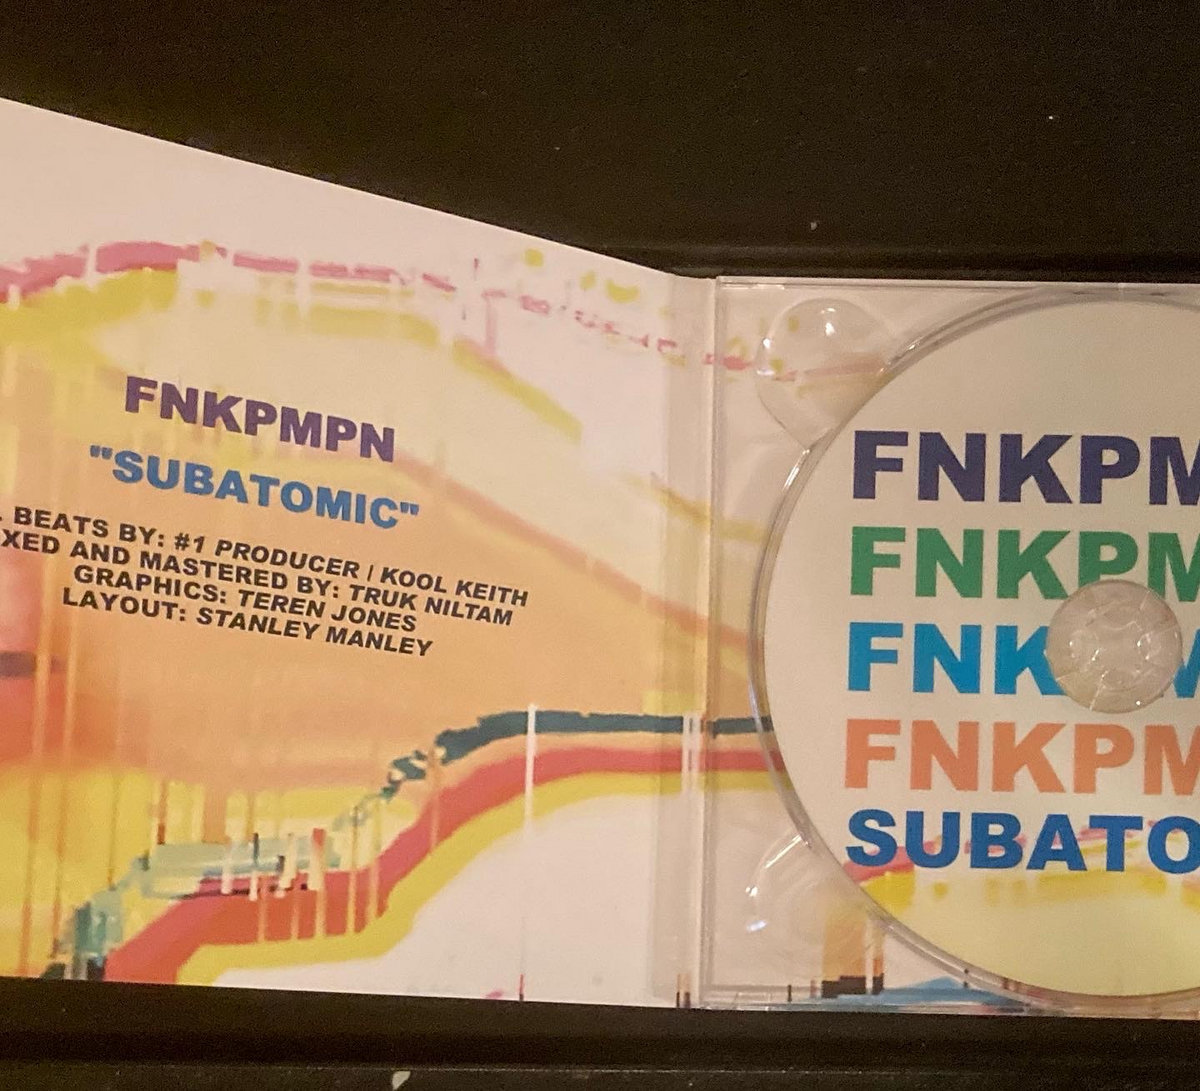 FNKPMPN
"SUBATOMIC"
BEATS BY: #1 PRODUCER / KOOL KEITH
XED AND MASTERED BY: TRUK NILTAM
GRAPHICS: TEREN JONES
LAYOUT: STANLEY MANLEY
FNKPM
FNKPM
FNK
FNKPM
SUBATO